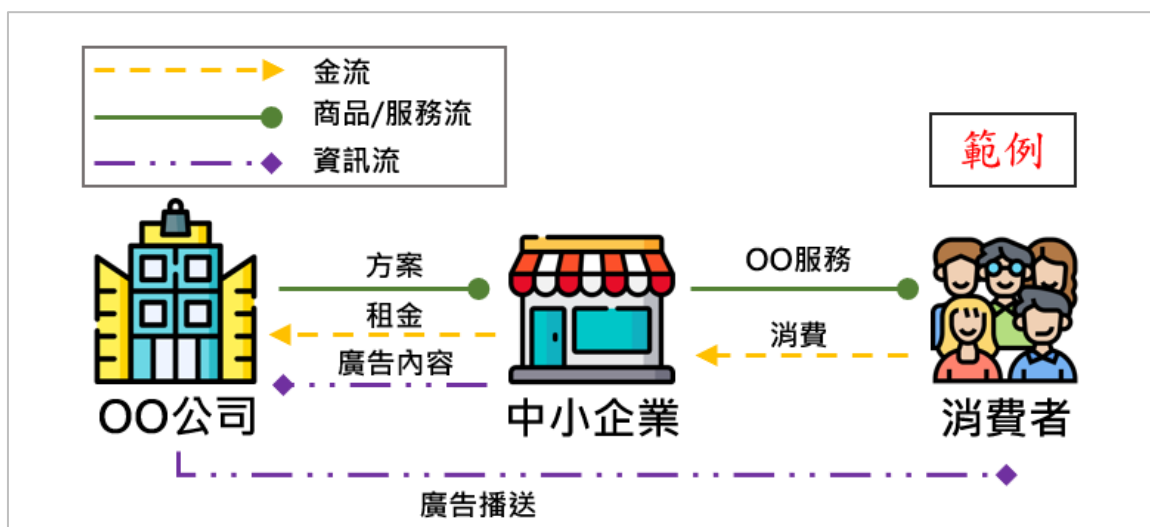 金流
商品/服務流
資訊流
範例
方案
租金
廣告內容
OO服務
消費
OO公司
中小企業
消費者
廣告播送